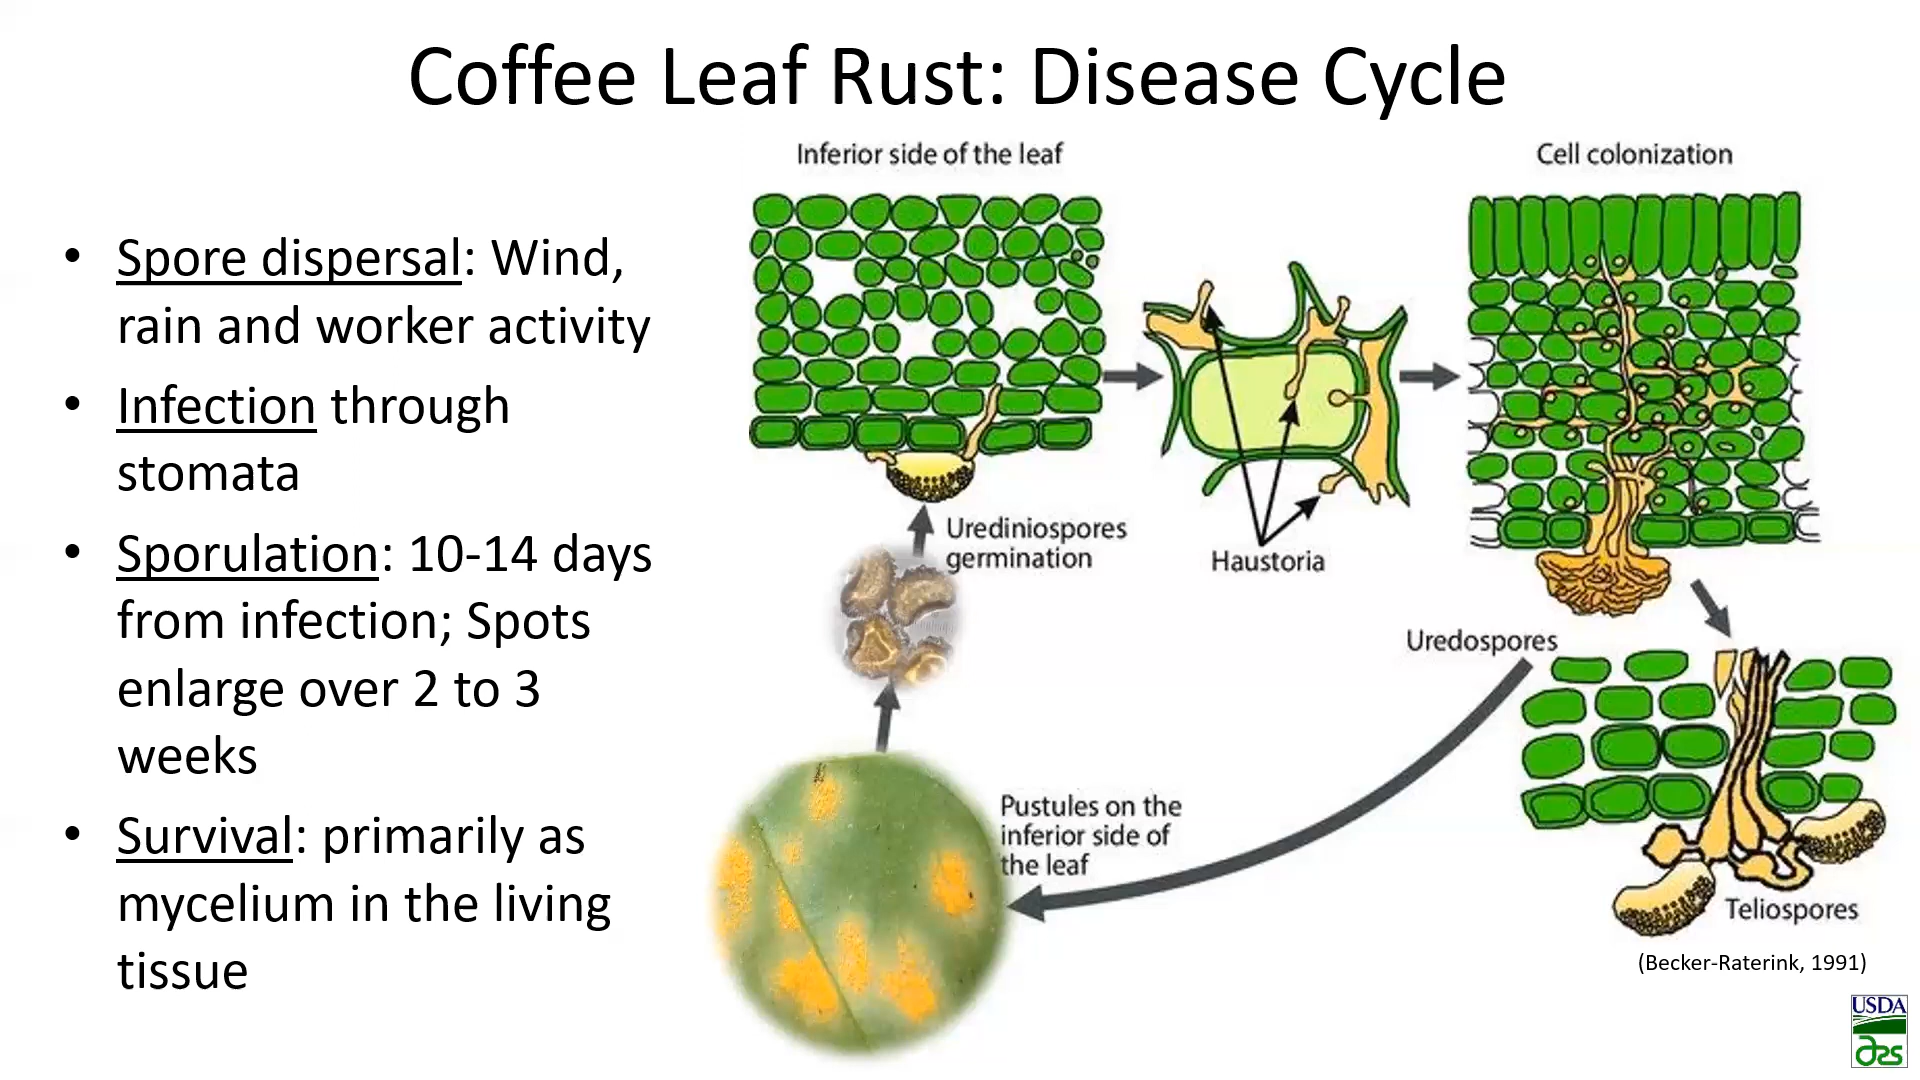 Coffee Leaf Rust: Disease Cycle
• Spore dispersal: Wind,
rain and worker activity
• Infection through
stomata
• Sporulation: 10-14 days
from infection; Spots
enlarge over 2 to 3
weeks
• Survival: primarily as
mycelium in the living
tissue
Inferior side of the leaf
Cell colonization
Urediniospores
germination
Haustoria
Uredospores
Pustules on the
inferior side of
the leaf
Teliospores
(Becker-Raterink, 1991)
USDA
ars